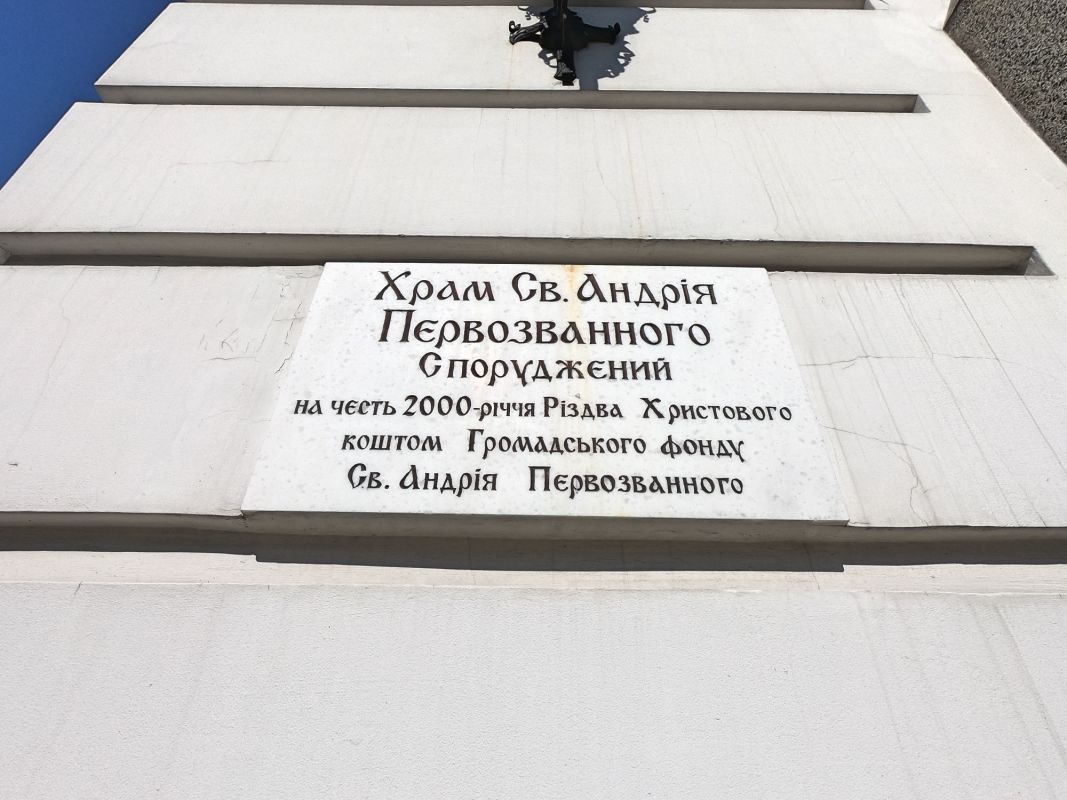 Храм Св. Андрія
Первозванного
Споруджений
на честь 2000-річчя Різдва Христового
коштом Громадського фонду
Св. Андрія Первозванного